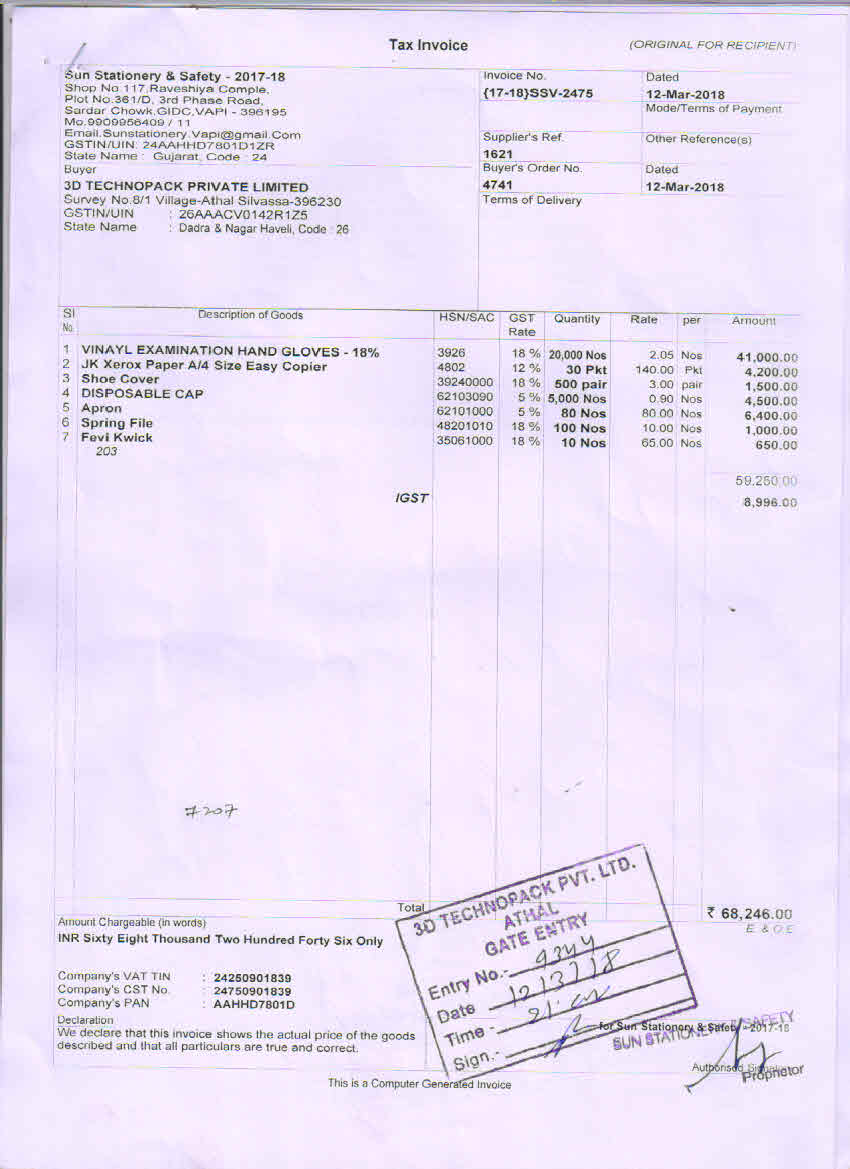 Tax Invoice
(ORIGINAL FOR RECIPIENT)
Sun Stationery & Safety - 2017-18
Shop No 117,Raveshiya Comple,
Plot No.361/D, 3rd Phase Road,
Sardar Chowk,GIDC,VAPI - 396195
Mo.9909956409 / 11
Email.Sunstationery.Vapi@gmail.Com
GSTIN/UIN: 24AAHHD7801D1ZR
State Name : Gujarat, Code : 24
Invoice No.
{17-18}SSV-2475
Dated
12-Mar-2018
Mode/Terms of Payment
Supplier's Ref.
1621
Other Reference(s)
Buyer
3D TECHNOPACK PRIVATE LIMITED
Survey No.8/1 Village-Athal Silvassa-396230
GSTIN/UIN : 26AAACV0142R1Z5
State Name : Dadra & Nagar Haveli, Code : 26
Buyer's Order No.
4741
Dated
12-Mar-2018
Terms of Delivery
Sl No. Description of Goods HSN/SAC GST Rate Quantity Rate per Amount
1 VINAYL EXAMINATION HAND GLOVES - 18% 3926 18 % 20,000 Nos 2.05 Nos 41,000.00
2 JK Xerox Paper A/4 Size Easy Copier 4802 12 % 30 Pkt 140.00 Pkt 4,200.00
3 Shoe Cover 39240000 18 % 500 pair 3.00 pair 1,500.00
4 DISPOSABLE CAP 62103090 5 % 5,000 Nos 0.90 Nos 4,500.00
5 Apron 62101000 5 % 80 Nos 80.00 Nos 6,400.00
6 Spring File 48201010 18 % 100 Nos 10.00 Nos 1,000.00
7 Fevi Kwick 35061000 18 % 10 Nos 65.00 Nos 650.00
203
59,250.00
IGST 8,996.00
7207
Total ₹ 68,246.00
E. & O.E
Amount Chargeable (in words)
INR Sixty Eight Thousand Two Hundred Forty Six Only
Company's VAT TIN : 24250901839
Company's CST No. : 24750901839
Company's PAN : AAHHD7801D
Declaration
We declare that this invoice shows the actual price of the goods
described and that all particulars are true and correct.
3D TECHNOPACK PVT. LTD.
ATHAL
GATE ENTRY
Entry No.:-
Date 12/3/18
Time -
Sign.-
for Sun Stationery & Safety - 2017-18
SUN STATIONERY & SAFETY
Authorised Signatory
Proprietor
This is a Computer Generated Invoice